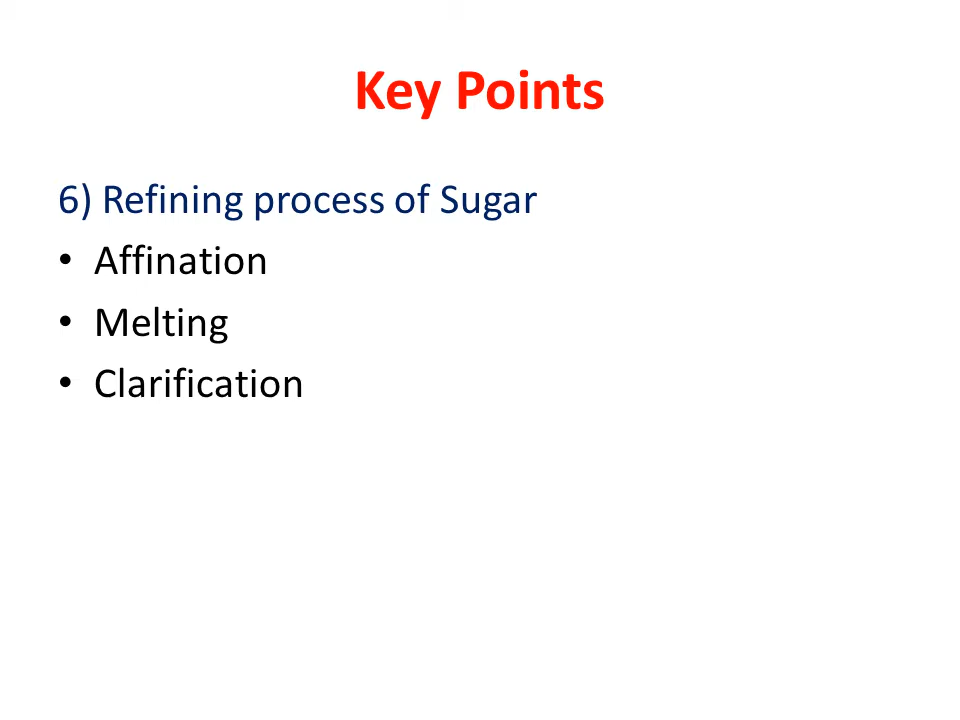 Key Points
6) Refining process of Sugar
• Affination
• Melting
• Clarification